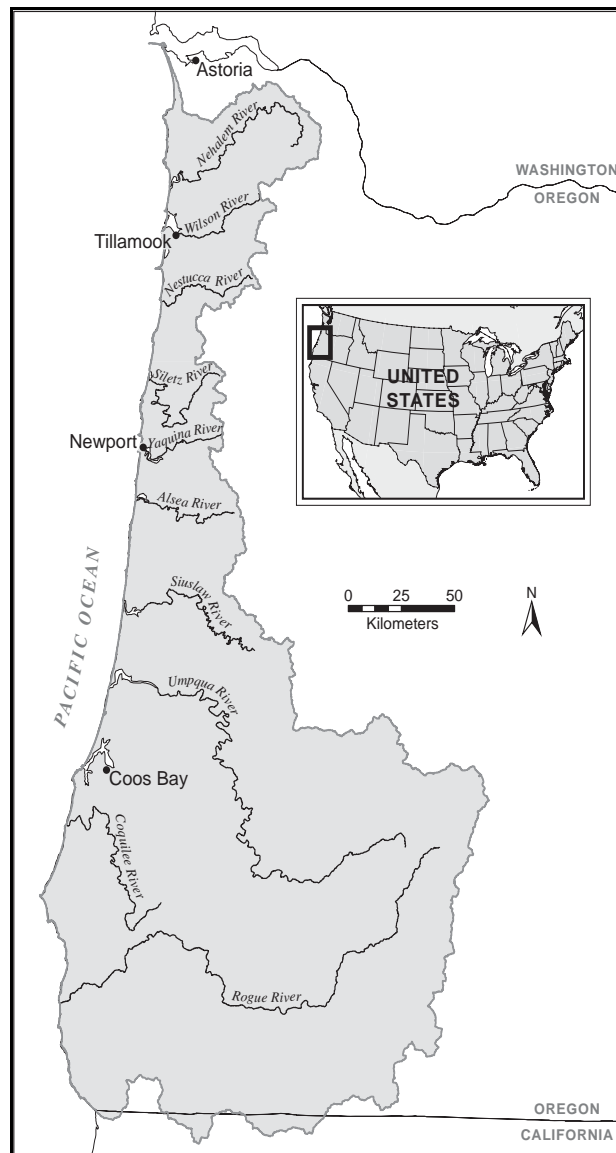 Astoria
Nehalem River
WASHINGTON
OREGON
Wilson River
Tillamook
Nestucca River
UNITED
STATES
Siletz River
Newport
Yaquina River
Alsea River
PACIFIC OCEAN
Siuslaw River
0 25 50
Kilometers
N
Umpqua River
Coos Bay
Coquilee River
Rogue River
OREGON
CALIFORNIA